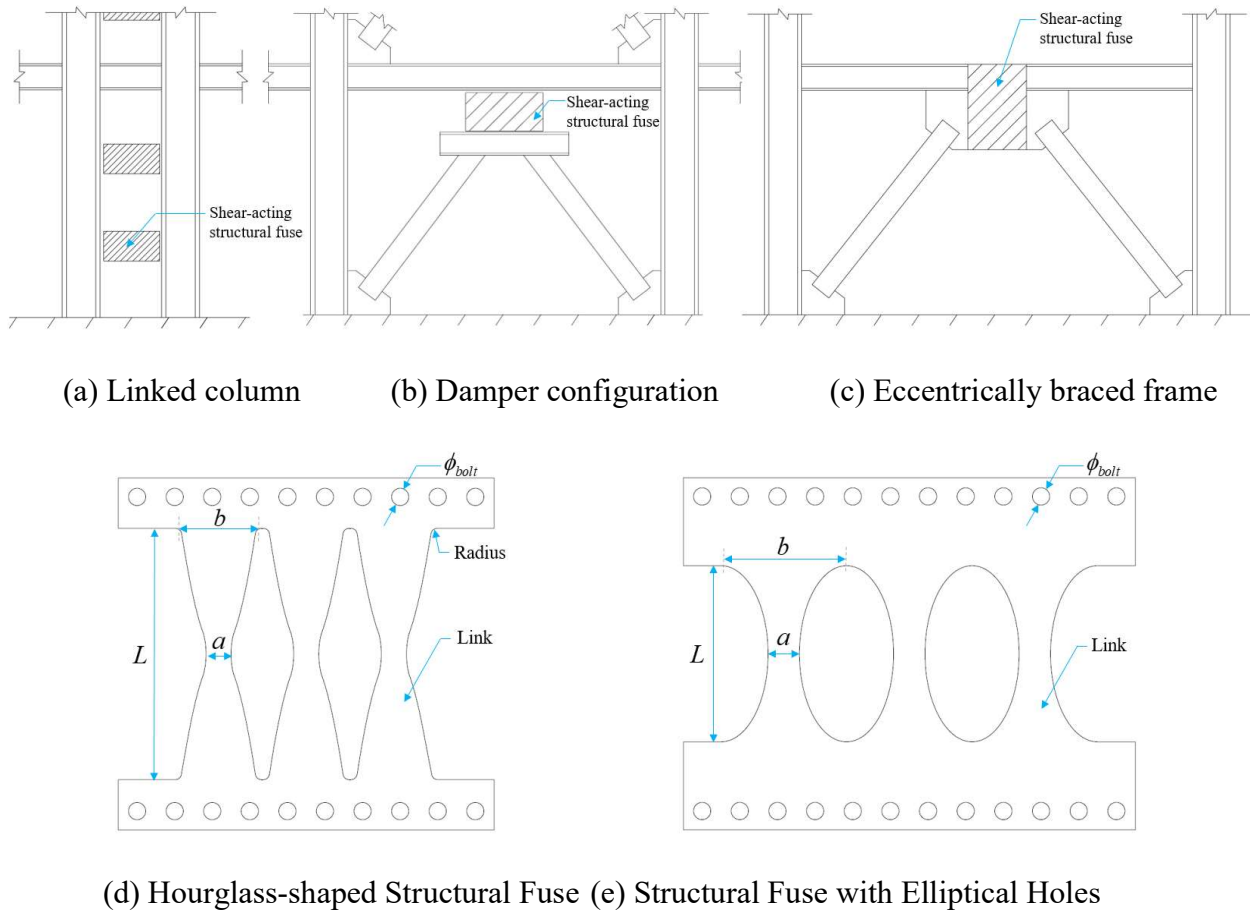 Shear-acting
structural fuse
Shear-acting
structural fuse
Shear-acting
structural fuse
(a) Linked column
(b) Damper configuration
(c) Eccentrically braced frame
ϕbolt
b
Radius
a
L
Link
ϕbolt
b
a
L
Link
(d) Hourglass-shaped Structural Fuse
(e) Structural Fuse with Elliptical Holes